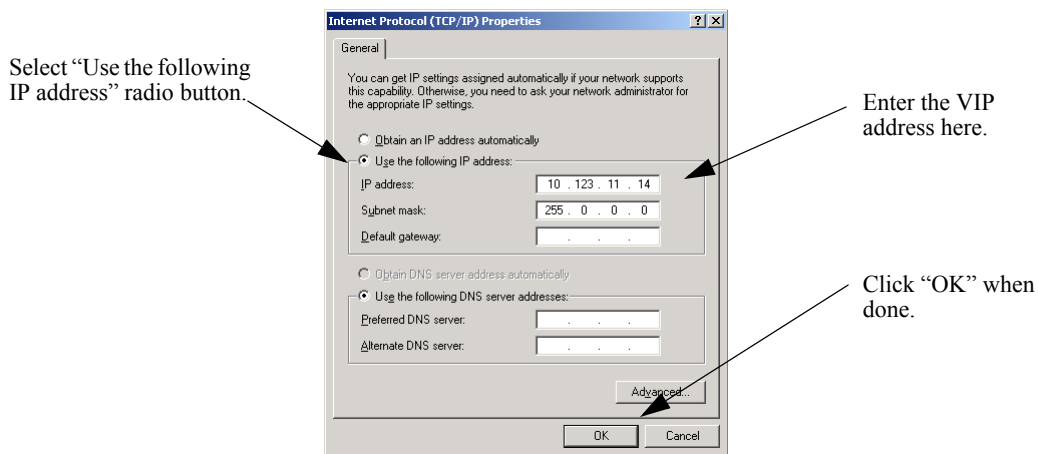 Internet Protocol (TCP/IP) Properties
General
You can get IP settings assigned automatically if your network supports
this capability. Otherwise, you need to ask your network administrator for
the appropriate IP settings.
Obtain an IP address automatically
Use the following IP address:
IP address: 10 . 123 . 11 . 14
Subnet mask: 255 . 0 . 0 . 0
Default gateway: . . .
Obtain DNS server address automatically
Use the following DNS server addresses:
Preferred DNS server: . . .
Alternate DNS server: . . .
Advanced...
OK Cancel
Select “Use the following
IP address” radio button.
Enter the VIP
address here.
Click “OK” when
done.